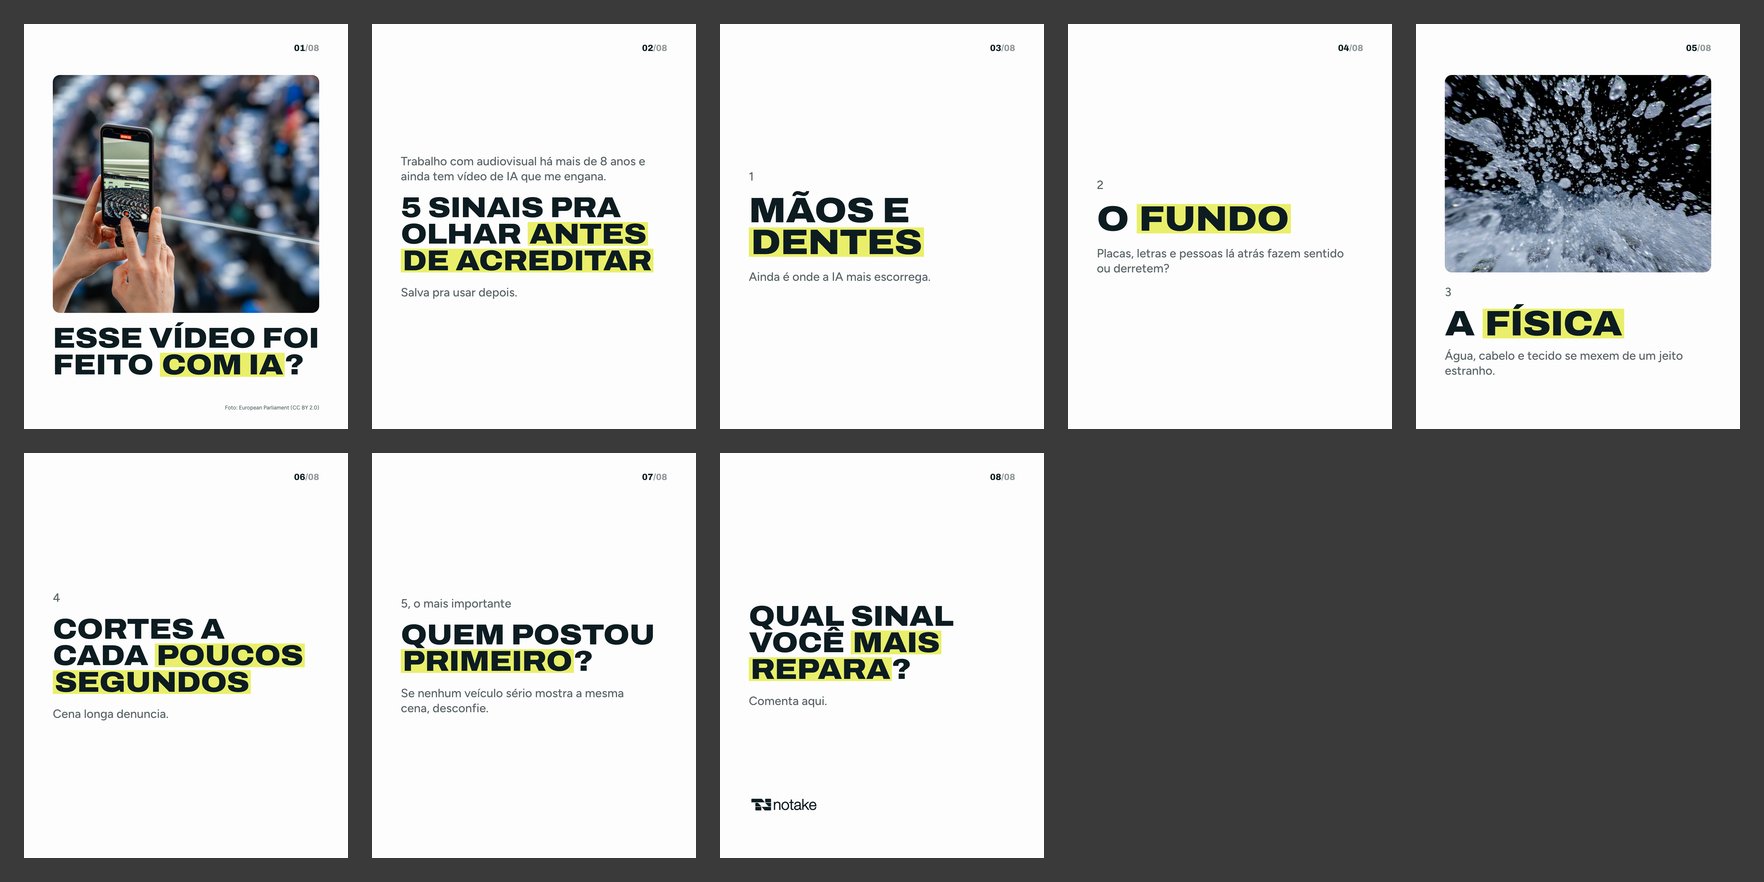 01/08
ESSE VÍDEO FOI
FEITO COM IA?
Foto: European Parliament (CC BY 2.0)
02/08
Trabalho com audiovisual há mais de 8 anos e
ainda tem vídeo de IA que me engana.
5 SINAIS PRA
OLHAR ANTES
DE ACREDITAR
Salva pra usar depois.
03/08
1
MÃOS E
DENTES
Ainda é onde a IA mais escorrega.
04/08
2
O FUNDO
Placas, letras e pessoas lá atrás fazem sentido
ou derretem?
05/08
3
A FÍSICA
Água, cabelo e tecido se mexem de um jeito
estranho.
06/08
4
CORTES A
CADA POUCOS
SEGUNDOS
Cena longa denuncia.
07/08
5, o mais importante
QUEM POSTOU
PRIMEIRO?
Se nenhum veículo sério mostra a mesma
cena, desconfie.
08/08
QUAL SINAL
VOCÊ MAIS
REPARA?
Comenta aqui.
notake